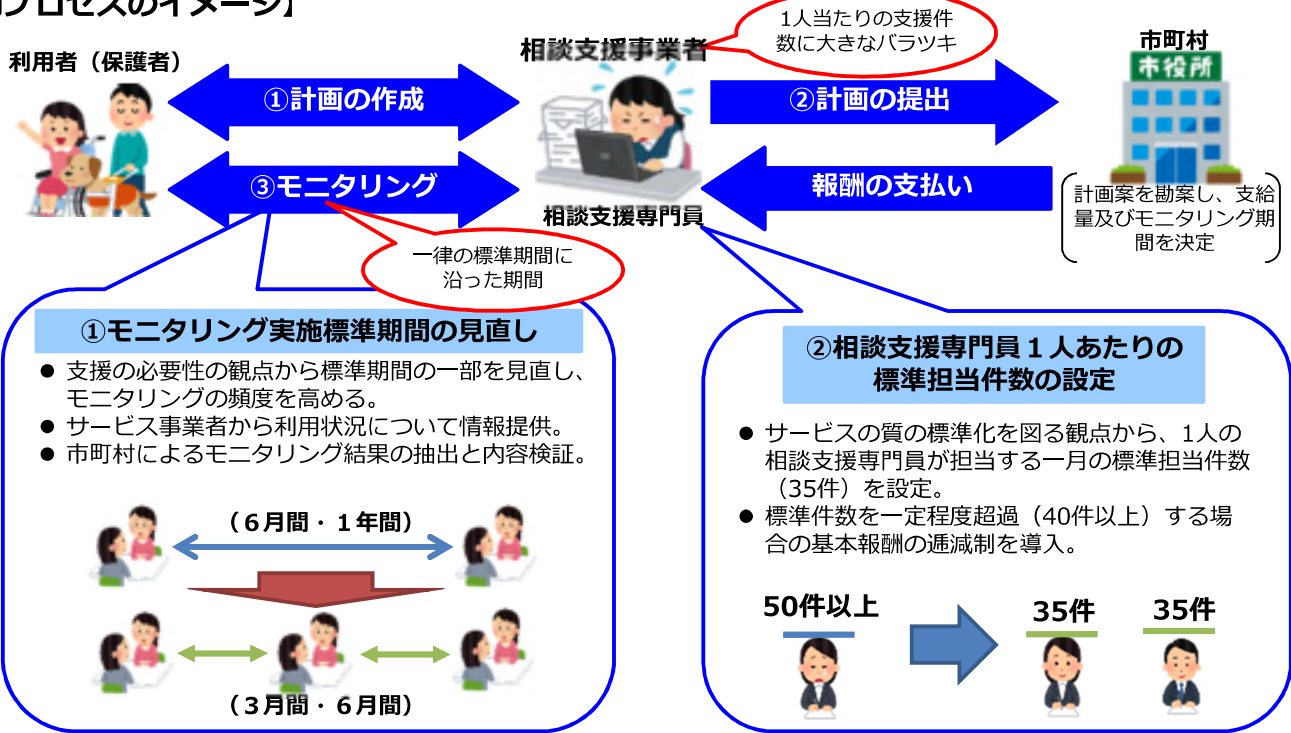 プロセスのイメージ】
利用者（保護者）
①計画の作成
③モニタリング
相談支援事業者
相談支援専門員
1人当たりの支援件
数に大きなバラツキ
②計画の提出
報酬の支払い
市町村
市役所
計画案を勘案し、支給
量及びモニタリング期
間を決定
一律の標準期間に
沿った期間
①モニタリング実施標準期間の見直し
● 支援の必要性の観点から標準期間の一部を見直し、
モニタリングの頻度を高める。
● サービス事業者から利用状況について情報提供。
● 市町村によるモニタリング結果の抽出と内容検証。
（６月間・１年間）
（３月間・６月間）
②相談支援専門員１人あたりの
標準担当件数の設定
● サービスの質の標準化を図る観点から、1人の
相談支援専門員が担当する一月の標準担当件数
（35件）を設定。
● 標準件数を一定程度超過（40件以上）する場
合の基本報酬の逓減制を導入。
50件以上
35件
35件